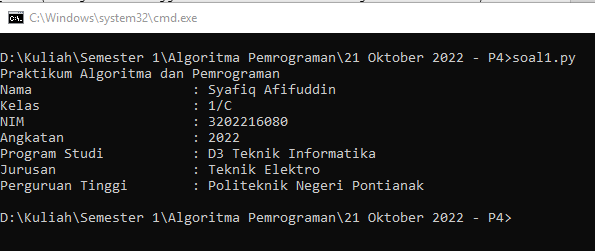 C:\Windows\system32\cmd.exe
D:\Kuliah\Semester 1\Algoritma Pemrograman\21 Oktober 2022 - P4>soal1.py
Praktikum Algoritma dan Pemrograman
Nama : Syafiq Afifuddin
Kelas : 1/C
NIM : 3202216080
Angkatan : 2022
Program Studi : D3 Teknik Informatika
Jurusan : Teknik Elektro
Perguruan Tinggi : Politeknik Negeri Pontianak
D:\Kuliah\Semester 1\Algoritma Pemrograman\21 Oktober 2022 - P4>